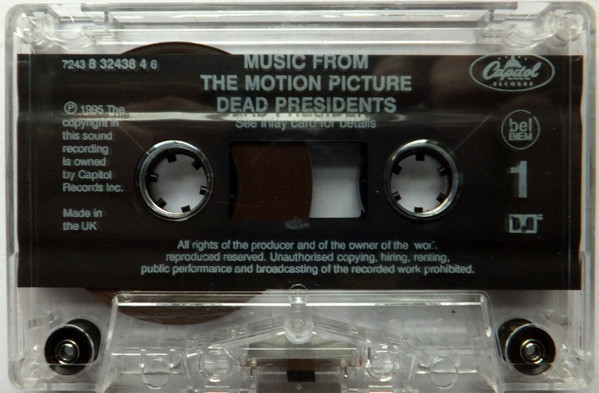 7243 8 32438 4 6
MUSIC FROM
THE MOTION PICTURE
DEAD PRESIDENTS
See inlay card for details
Capitol
RECORDS
℗ 1995 The
copyright in
this sound
recording
is owned
by Capitol
Records Inc.
Made in
the UK
bel
BIEM
1
All rights of the producer and of the owner of the work
reproduced reserved. Unauthorised copying, hiring, renting,
public performance and broadcasting of the recorded work prohibited.